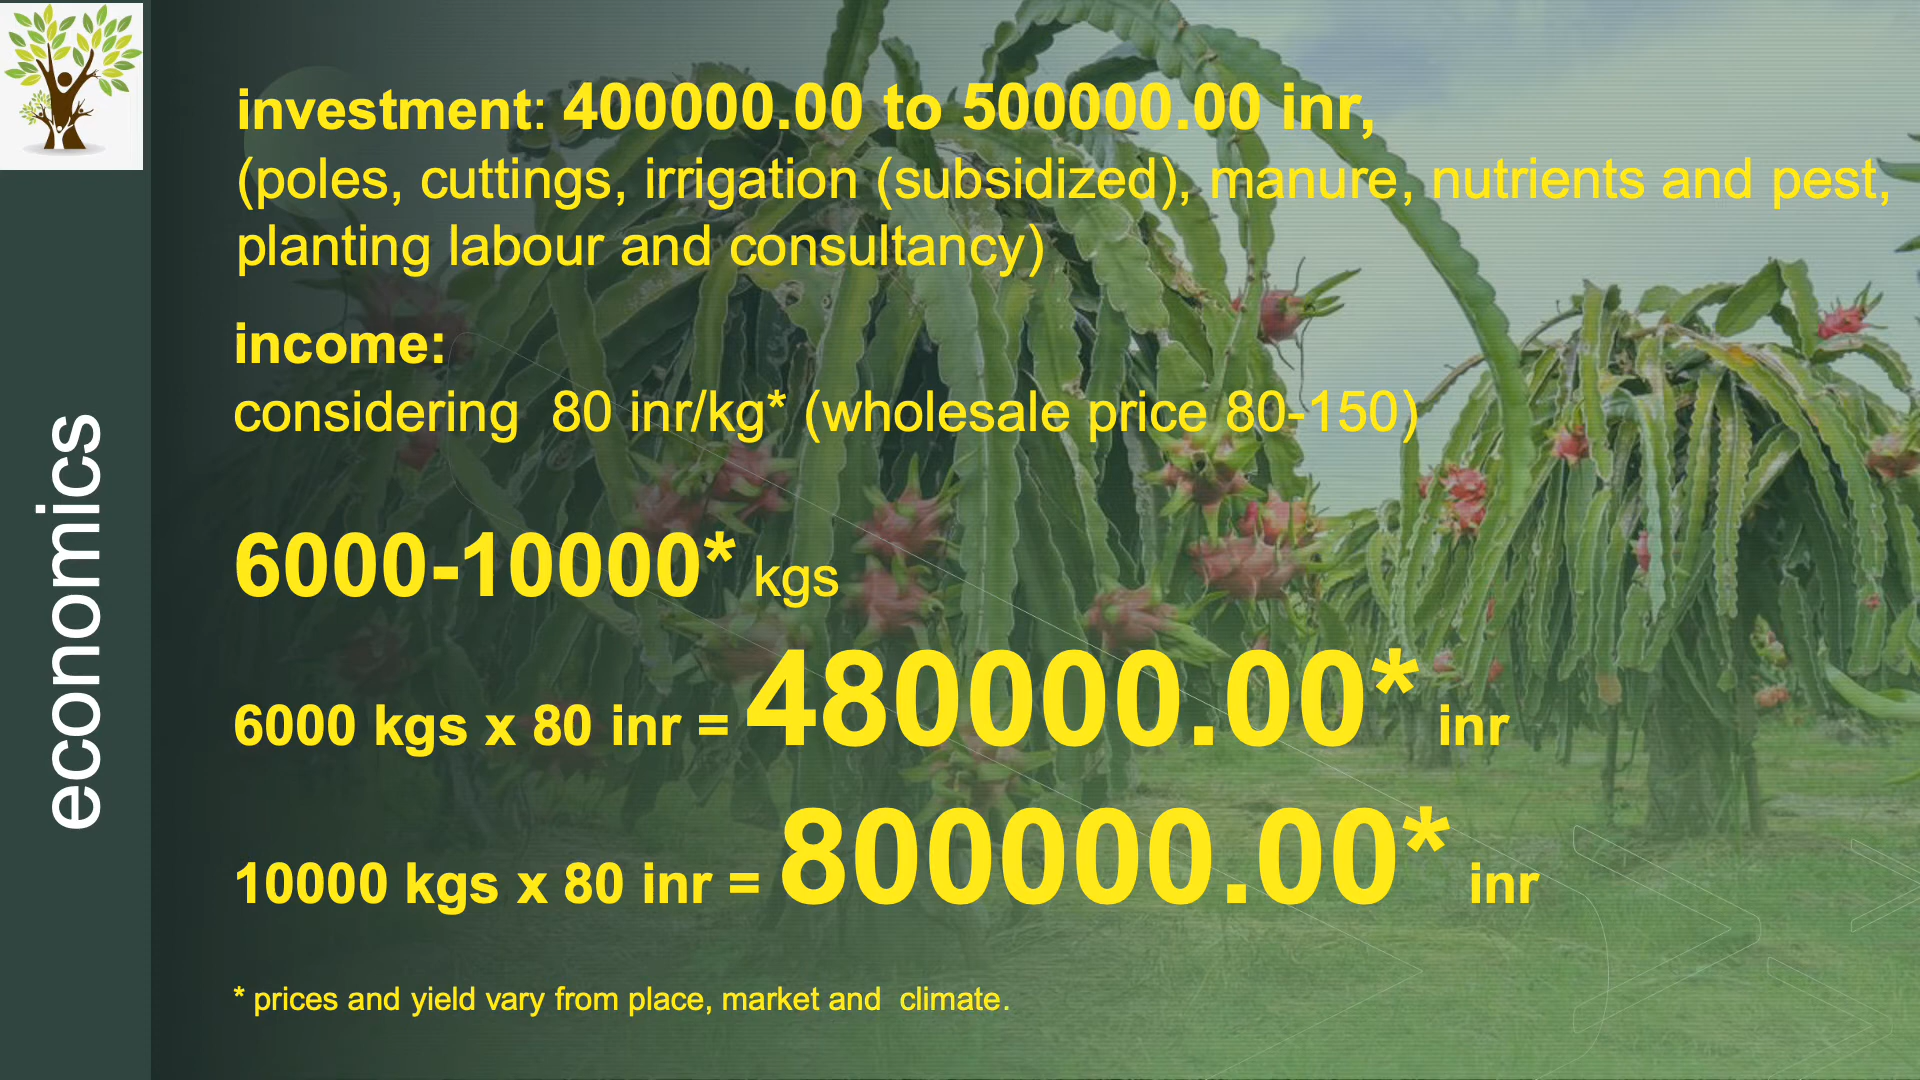 economics
investment: 400000.00 to 500000.00 inr,
(poles, cuttings, irrigation (subsidized), manure, nutrients and pest,
planting labour and consultancy)
income:
considering  80 inr/kg* (wholesale price 80-150)
6000-10000* kgs
6000 kgs x 80 inr = 480000.00* inr
10000 kgs x 80 inr = 800000.00* inr
* prices and yield vary from place, market and  climate.